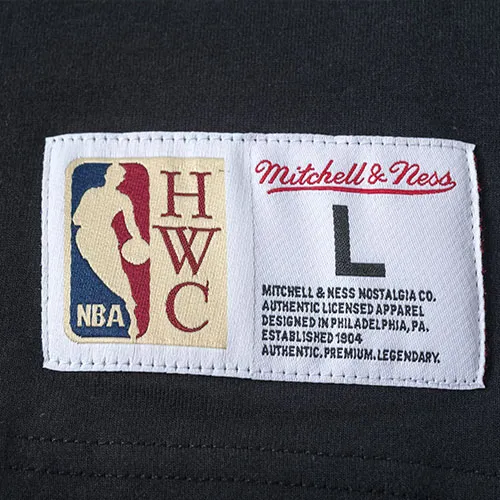 NBA
H
W
C
Mitchell & Ness
L
MITCHELL & NESS NOSTALGIA CO.
AUTHENTIC LICENSED APPAREL
DESIGNED IN PHILADELPHIA, PA.
ESTABLISHED 1904
AUTHENTIC. PREMIUM. LEGENDARY.